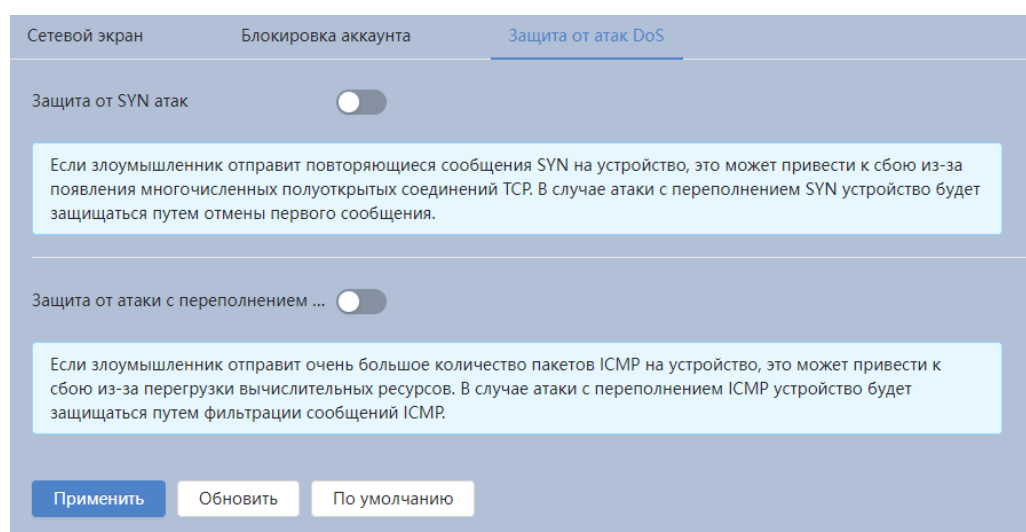 Сетевой экран Блокировка аккаунта Защита от атак DoS
Защита от SYN атак
Если злоумышленник отправит повторяющиеся сообщения SYN на устройство, это может привести к сбою из-за
появления многочисленных полуоткрытых соединений TCP. В случае атаки с переполнением SYN устройство будет
защищаться путем отмены первого сообщения.
Защита от атаки с переполнением ...
Если злоумышленник отправит очень большое количество пакетов ICMP на устройство, это может привести к
сбою из-за перегрузки вычислительных ресурсов. В случае атаки с переполнением ICMP устройство будет
защищаться путем фильтрации сообщений ICMP.
Применить Обновить По умолчанию